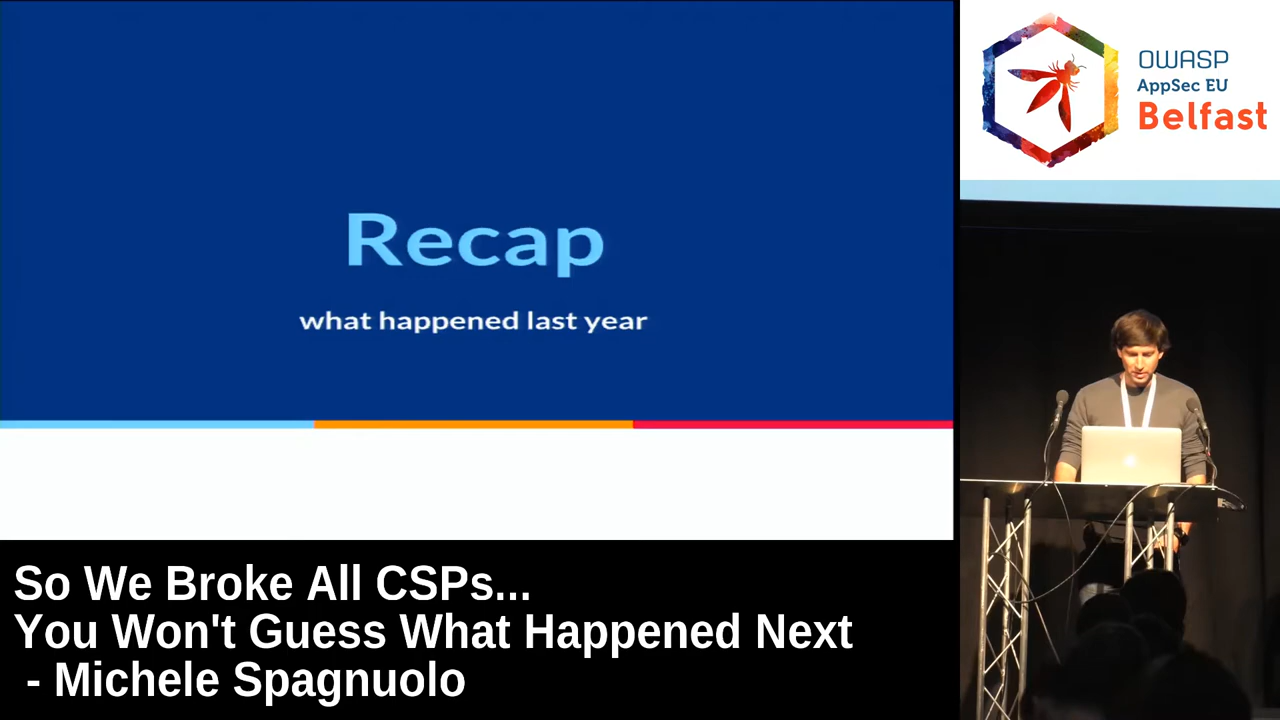 Recap
what happened last year
OWASP
AppSec EU
Belfast
So We Broke All CSPs...
You Won't Guess What Happened Next
- Michele Spagnuolo